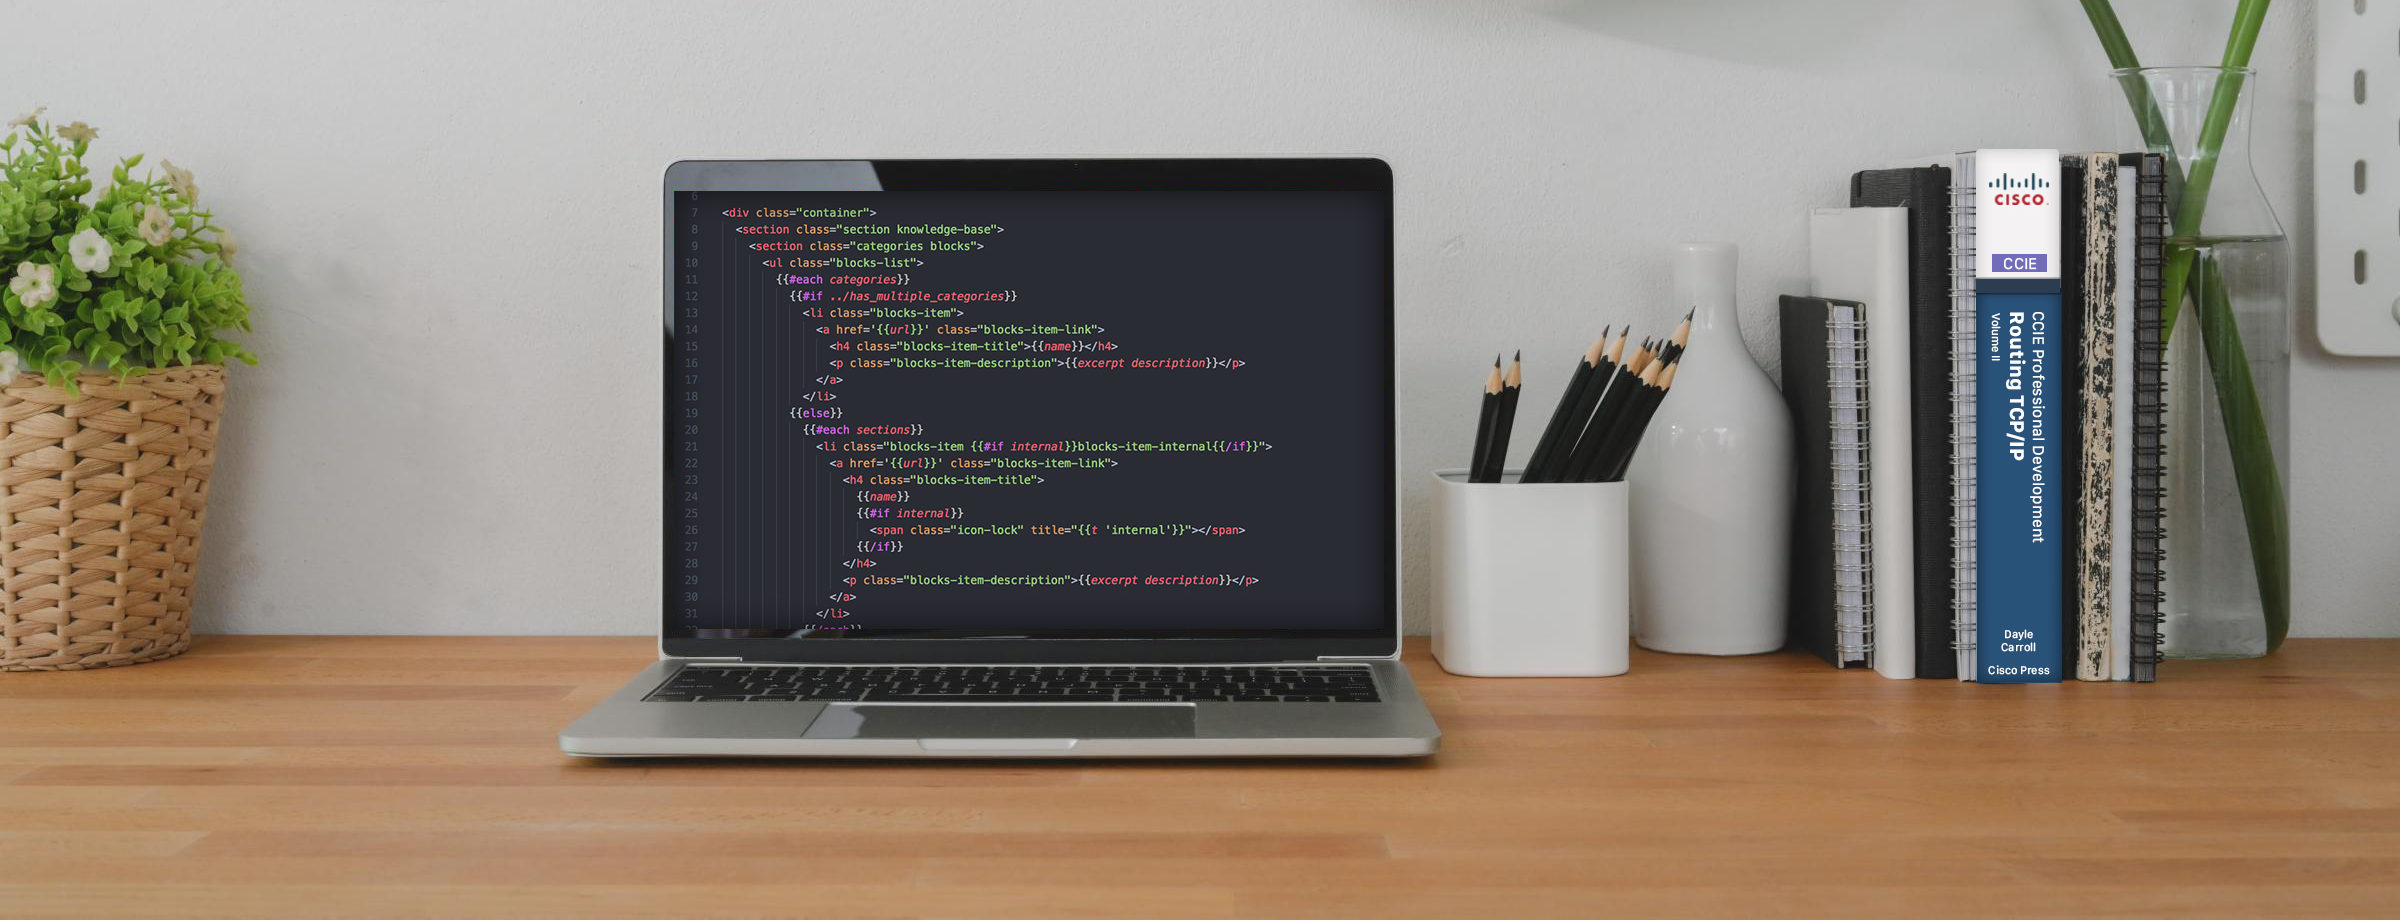 6
7 <div class="container">
8 <section class="section knowledge-base">
9 <section class="categories blocks">
10 <ul class="blocks-list">
11 {{#each categories}}
12 {{#if ../has_multiple_categories}}
13 <li class="blocks-item">
14 <a href='{{url}}' class="blocks-item-link">
15 <h4 class="blocks-item-title">{{name}}</h4>
16 <p class="blocks-item-description">{{excerpt description}}</p>
17 </a>
18 </li>
19 {{else}}
20 {{#each sections}}
21 <li class="blocks-item {{#if internal}}blocks-item-internal{{/if}}">
22 <a href='{{url}}' class="blocks-item-link">
23 <h4 class="blocks-item-title">
24 {{name}}
25 {{#if internal}}
26 <span class="icon-lock" title="{{t 'internal'}}"></span>
27 {{/if}}
28 </h4>
29 <p class="blocks-item-description">{{excerpt description}}</p>
30 </a>
31 </li>
CISCO
CCIE
CCIE Professional Development
Routing TCP/IP
Volume II
Dayle
Carroll
Cisco Press